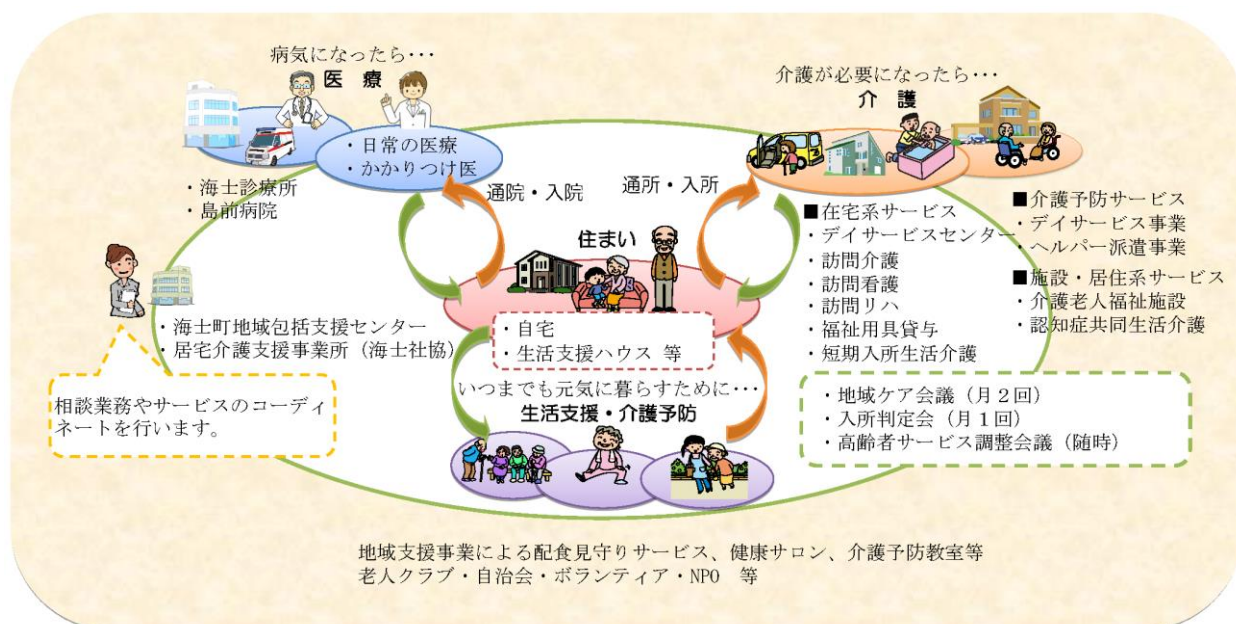 病気になったら･･･
医 療
・日常の医療
・かかりつけ医
・海士診療所
・島前病院
通院・入院
介護が必要になったら･･･
介 護
通所・入所
■在宅系サービス
・デイサービスセンター
・訪問介護
・訪問看護
・訪問リハ
・福祉用具貸与
・短期入所生活介護
■介護予防サービス
・デイサービス事業
・ヘルパー派遣事業
■施設・居住系サービス
・介護老人福祉施設
・認知症共同生活介護
住まい
・自宅
・生活支援ハウス 等
・海士町地域包括支援センター
・居宅介護支援事業所（海士社協）
相談業務やサービスのコーディ
ネートを行います。
いつまでも元気に暮らすために･･･
生活支援・介護予防
・地域ケア会議（月２回）
・入所判定会（月１回）
・高齢者サービス調整会議（随時）
地域支援事業による配食見守りサービス、健康サロン、介護予防教室等
老人クラブ・自治会・ボランティア・NPO 等